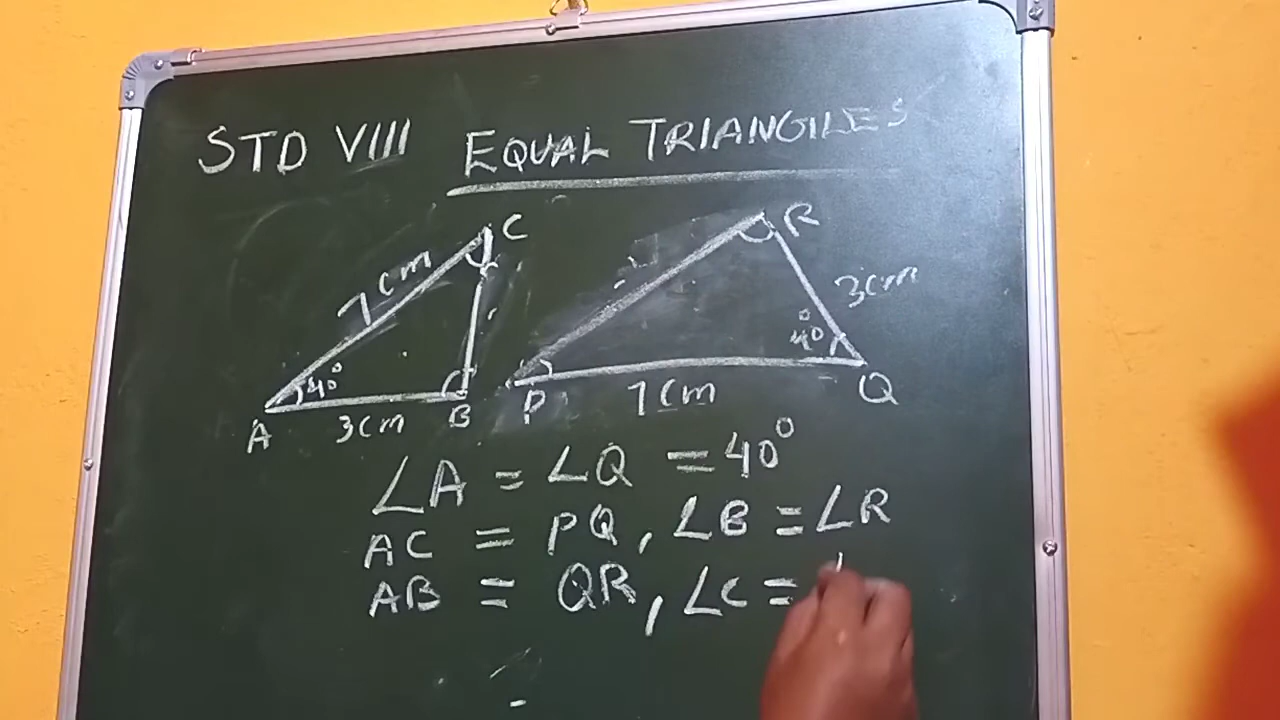 STD VIII EQUAL TRIANGLES
C
R
7cm
3cm
40°
40°
A
3cm
B
P
7cm
Q
∠A = ∠Q = 40°
AC = PQ, ∠B = ∠R
AB = QR, ∠C =